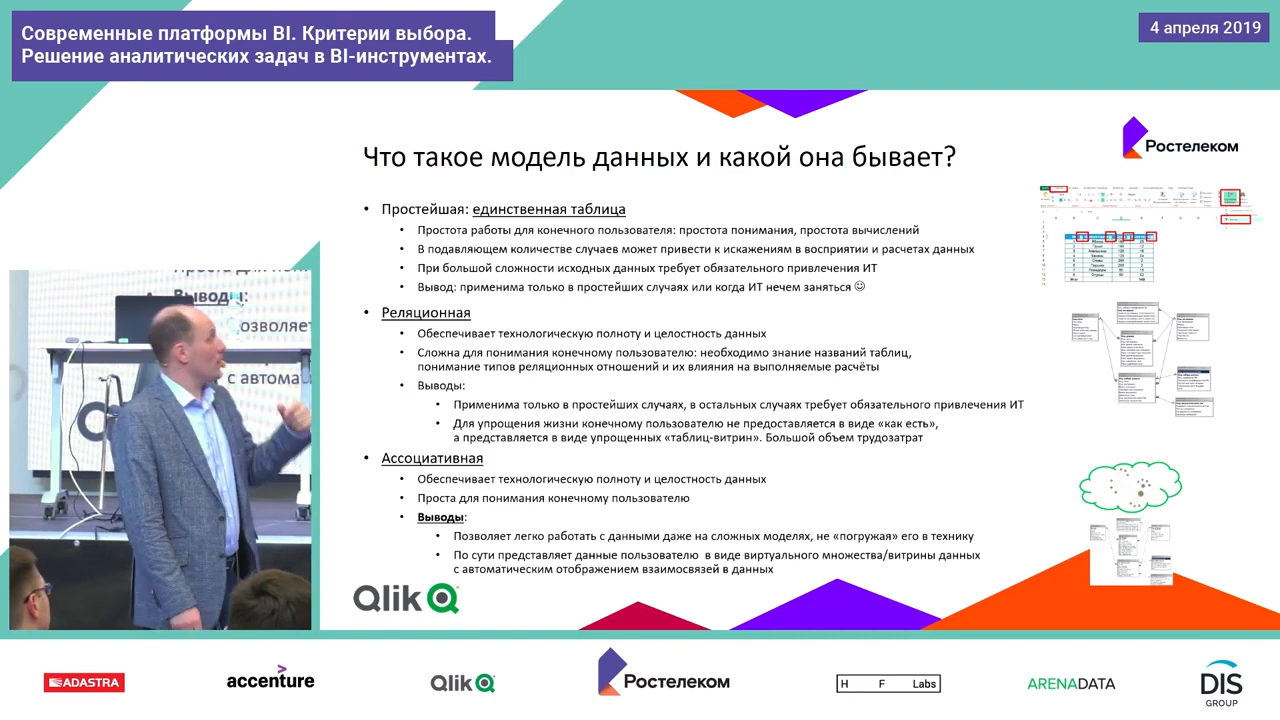 Современные платформы BI. Критерии выбора.
Решение аналитических задач в BI-инструментах.
4 апреля 2019
Что такое модель данных и какой она бывает?
Ростелеком
• Простейшая: единственная таблица
• Простота работы для конечного пользователя: простота понимания, простота вычислений
• В подавляющем количестве случаев может привести к искажениям в восприятии и расчетах данных
• При большой сложности исходных данных требует обязательного привлечения ИТ
• Вывод: применима только в простейших случаях или когда ИТ нечем заняться ☺
• Реляционная
• Обеспечивает технологическую полноту и целостность данных
• Сложна для понимания конечному пользователю: необходимо знание названий таблиц,
понимание типов реляционных отношений и их влияния на выполняемые расчёты
• Выводы:
• Применима только в простейших случаях, в остальных случаях требует обязательного привлечения ИТ
• Для упрощения жизни конечному пользователю не предоставляется в виде «как есть»,
а представляется в виде упрощенных «таблиц-витрин». Большой объем трудозатрат
• Ассоциативная
• Обеспечивает технологическую полноту и целостность данных
• Проста для понимания конечному пользователю
• Выводы:
• Позволяет легко работать с данными даже на сложных моделях, не «погружая» его в технику
• По сути представляет данные пользователю в виде виртуального множества/витрины данных
с автоматическим отображением взаимосвязей в данных
Выводы:
озволяет
с автома
Qlik
ADASTRA
accenture
Qlik
Ростелеком
H F Labs
ARENADATA
DIS
GROUP